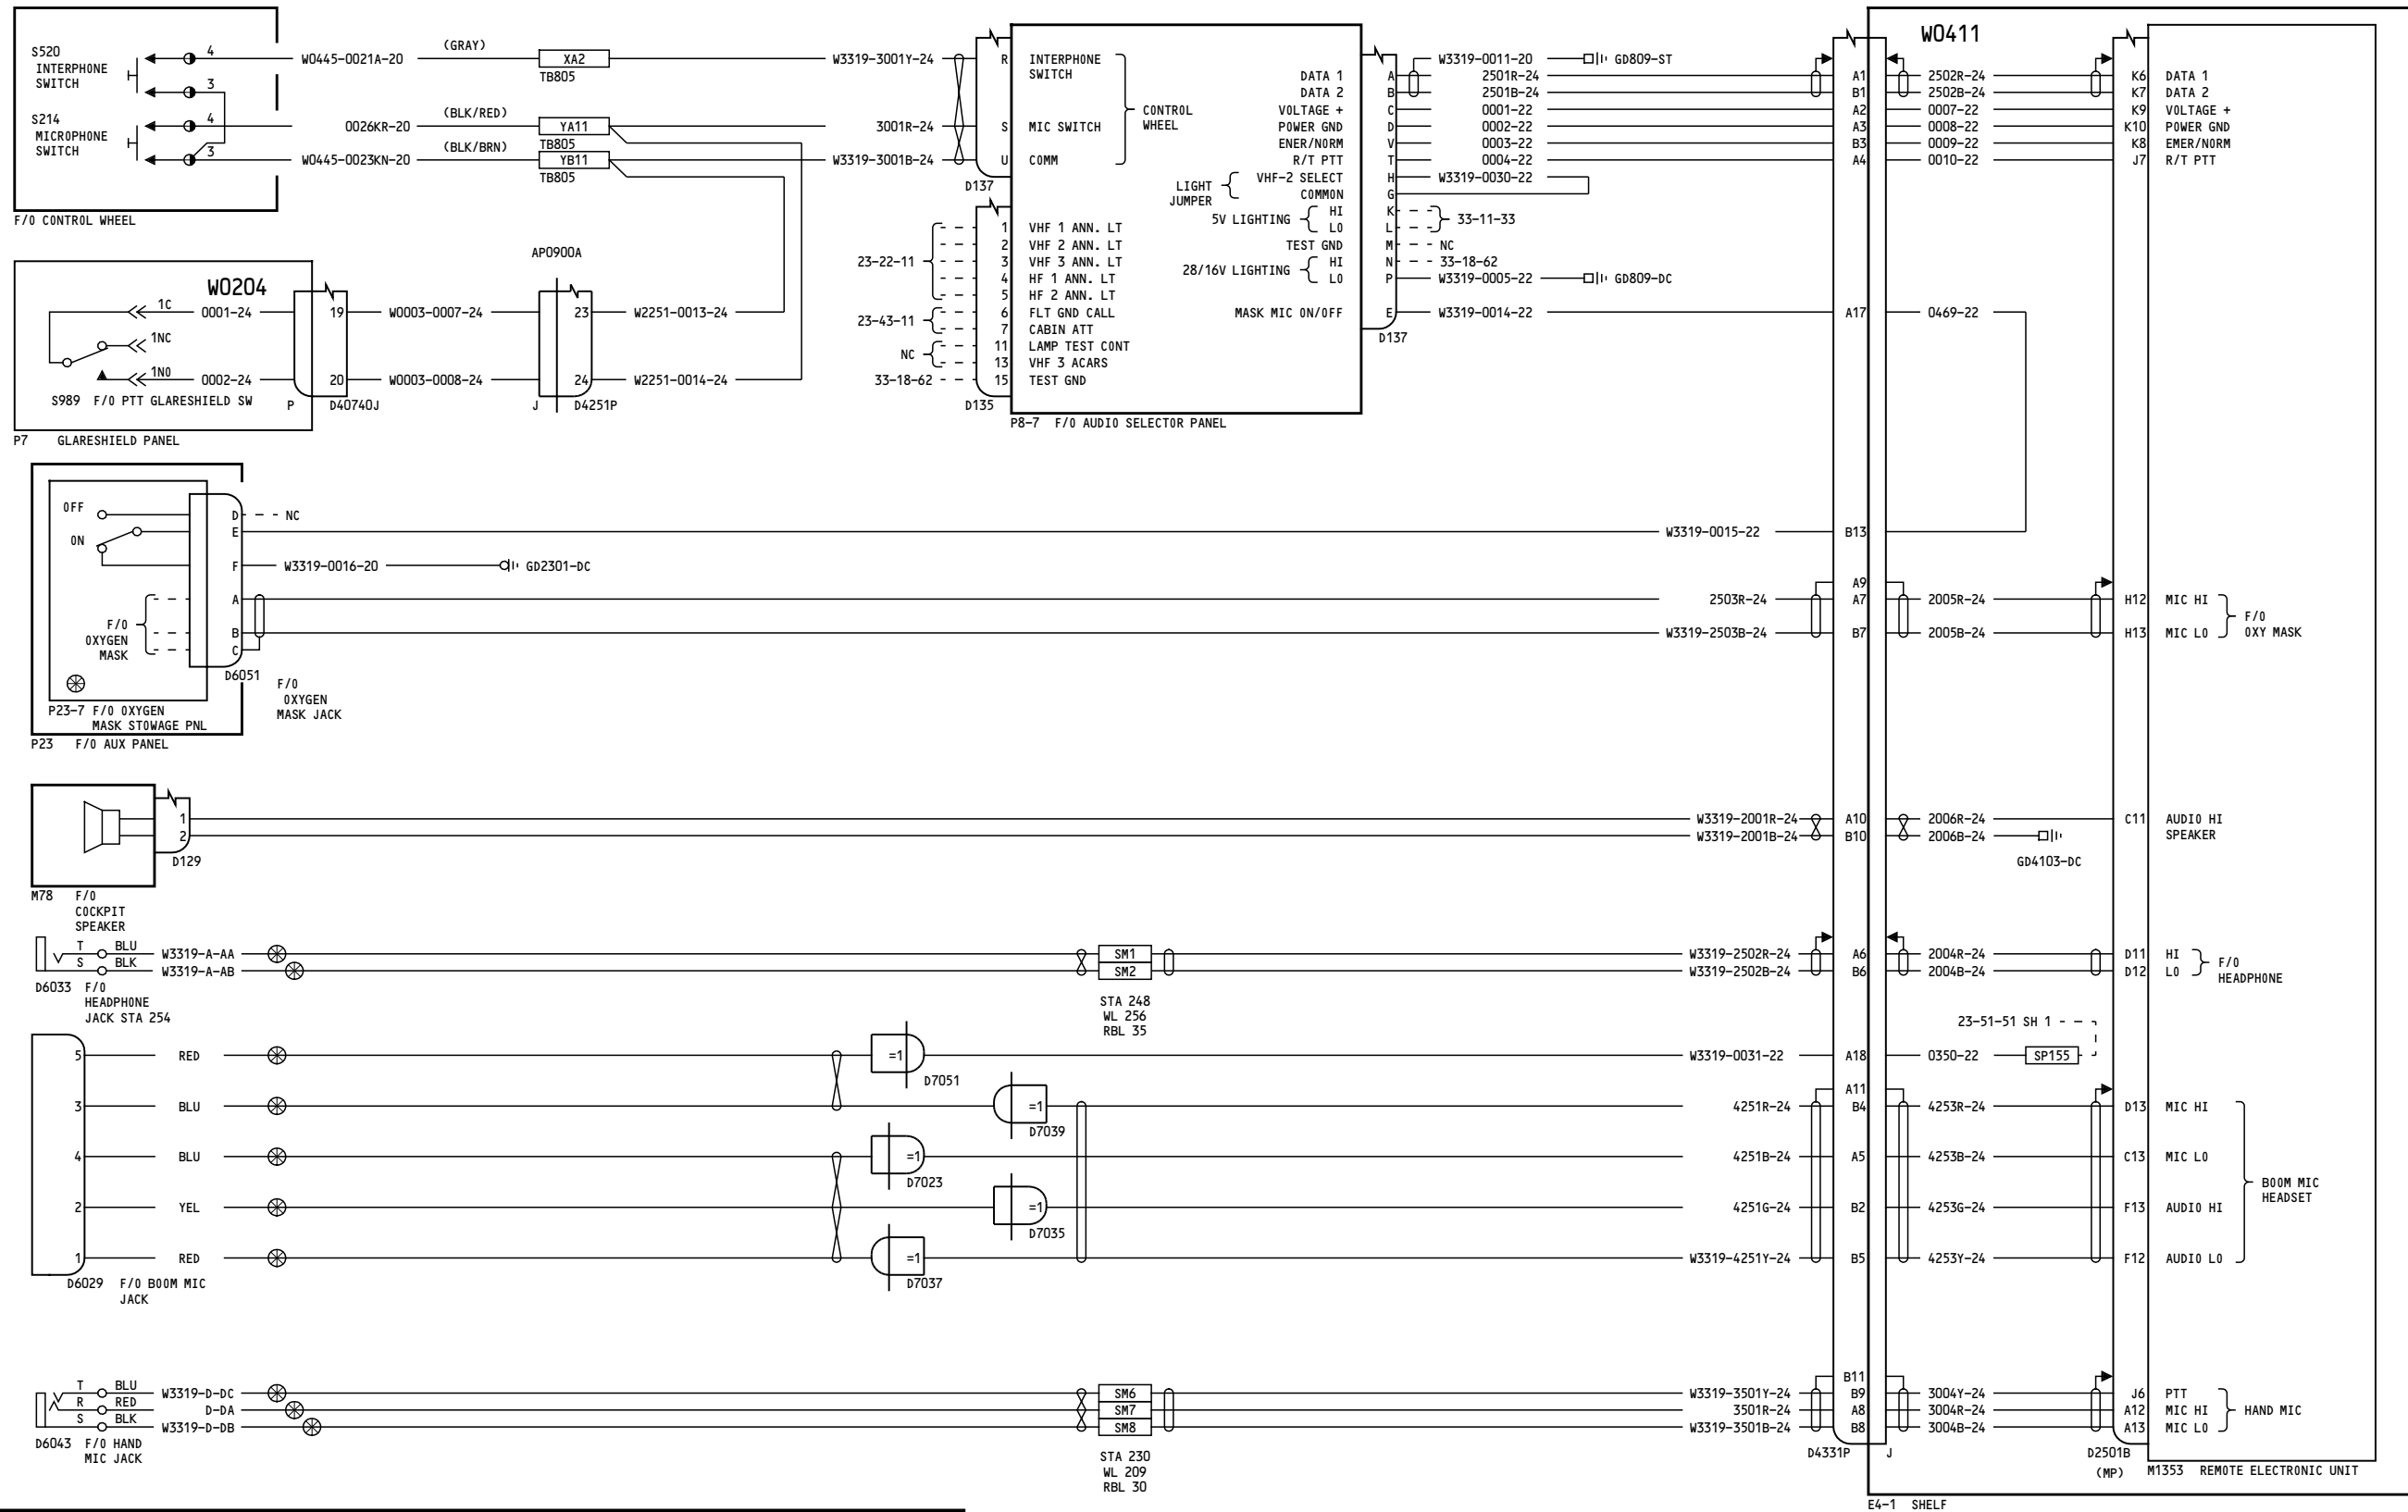 S520
INTERPHONE
SWITCH
4
3
S214
MICROPHONE
SWITCH
4
3
F/O CONTROL WHEEL
W0445-0021A-20
(GRAY)
XA2
TB805
W3319-3001Y-24
0026KR-20
(BLK/RED)
YA11
TB805
3001R-24
W0445-0023KN-20
(BLK/BRN)
YB11
TB805
W3319-3001B-24
R
S
U
D137
INTERPHONE
SWITCH
MIC SWITCH
COMM
CONTROL
WHEEL
W0204
1C
0001-24
1NC
1NO
0002-24
S989 F/O PTT GLARESHIELD SW
P
19
20
D40740J
P7 GLARESHIELD PANEL
W0003-0007-24
W0003-0008-24
AP0900A
23
24
J
D4251P
W2251-0013-24
W2251-0014-24
23-22-11
1 VHF 1 ANN. LT
2 VHF 2 ANN. LT
3 VHF 3 ANN. LT
4 HF 1 ANN. LT
5 HF 2 ANN. LT
23-43-11
6 FLT GND CALL
7 CABIN ATT
NC
11 LAMP TEST CONT
13 VHF 3 ACARS
33-18-62
15 TEST GND
D135
P8-7 F/O AUDIO SELECTOR PANEL
DATA 1 A
DATA 2 B
VOLTAGE + C
POWER GND D
ENER/NORM V
R/T PTT T
LIGHT
JUMPER
VHF-2 SELECT H
COMMON G
5V LIGHTING HI K
LO L
TEST GND M
28/16V LIGHTING HI N
LO P
MASK MIC ON/OFF E
D137
W3319-0011-20 GD809-ST
2501R-24
2501B-24
0001-22
0002-22
0003-22
0004-22
W3319-0030-22
33-11-33
NC
33-18-62
W3319-0005-22 GD809-DC
W3319-0014-22
W0411
A1 2502R-24 K6 DATA 1
B1 2502B-24 K7 DATA 2
A2 0007-22 K9 VOLTAGE +
A3 0008-22 K10 POWER GND
B3 0009-22 K8 EMER/NORM
A4 0010-22 J7 R/T PTT
A17 0469-22
OFF
ON
D NC
E
W3319-0015-22 B13
F W3319-0016-20 GD2301-DC
F/O
OXYGEN
MASK
A
B
C
D6051
F/O
OXYGEN
MASK JACK
P23-7 F/O OXYGEN
MASK STOWAGE PNL
P23 F/O AUX PANEL
A9
2503R-24 A7 2005R-24 H12 MIC HI
W3319-2503B-24 B7 2005B-24 H13 MIC LO
F/O
OXY MASK
1
2
D129
M78 F/O
COCKPIT
SPEAKER
W3319-2001R-24 A10 2006R-24 C11 AUDIO HI
SPEAKER
W3319-2001B-24 B10 2006B-24
GD4103-DC
T BLU W3319-A-AA
S BLK W3319-A-AB
D6033 F/O
HEADPHONE
JACK STA 254
SM1
SM2
STA 248
WL 256
RBL 35
W3319-2502R-24 A6 2004R-24 D11 HI
W3319-2502B-24 B6 2004B-24 D12 LO
F/O
HEADPHONE
23-51-51 SH 1
5 RED =1 D7051 W3319-0031-22 A18 0350-22 SP155
A11
3 BLU =1 D7039 4251R-24 B4 4253R-24 D13 MIC HI
4 BLU =1 D7023 4251B-24 A5 4253B-24 C13 MIC LO
2 YEL =1 D7035 4251G-24 B2 4253G-24 F13 AUDIO HI
1 RED =1 D7037 W3319-4251Y-24 B5 4253Y-24 F12 AUDIO LO
BOOM MIC
HEADSET
D6029 F/O BOOM MIC
JACK
B11
T BLU W3319-D-DC SM6 W3319-3501Y-24 B9 3004Y-24 J6 PTT
R RED D-DA SM7 3501R-24 A8 3004R-24 A12 MIC HI
S BLK W3319-D-DB SM8 W3319-3501B-24 B8 3004B-24 A13 MIC LO
HAND MIC
D6043 F/O HAND
MIC JACK
STA 230
WL 209
RBL 30
D4331P J
D2501B
(MP)
M1353 REMOTE ELECTRONIC UNIT
E4-1 SHELF